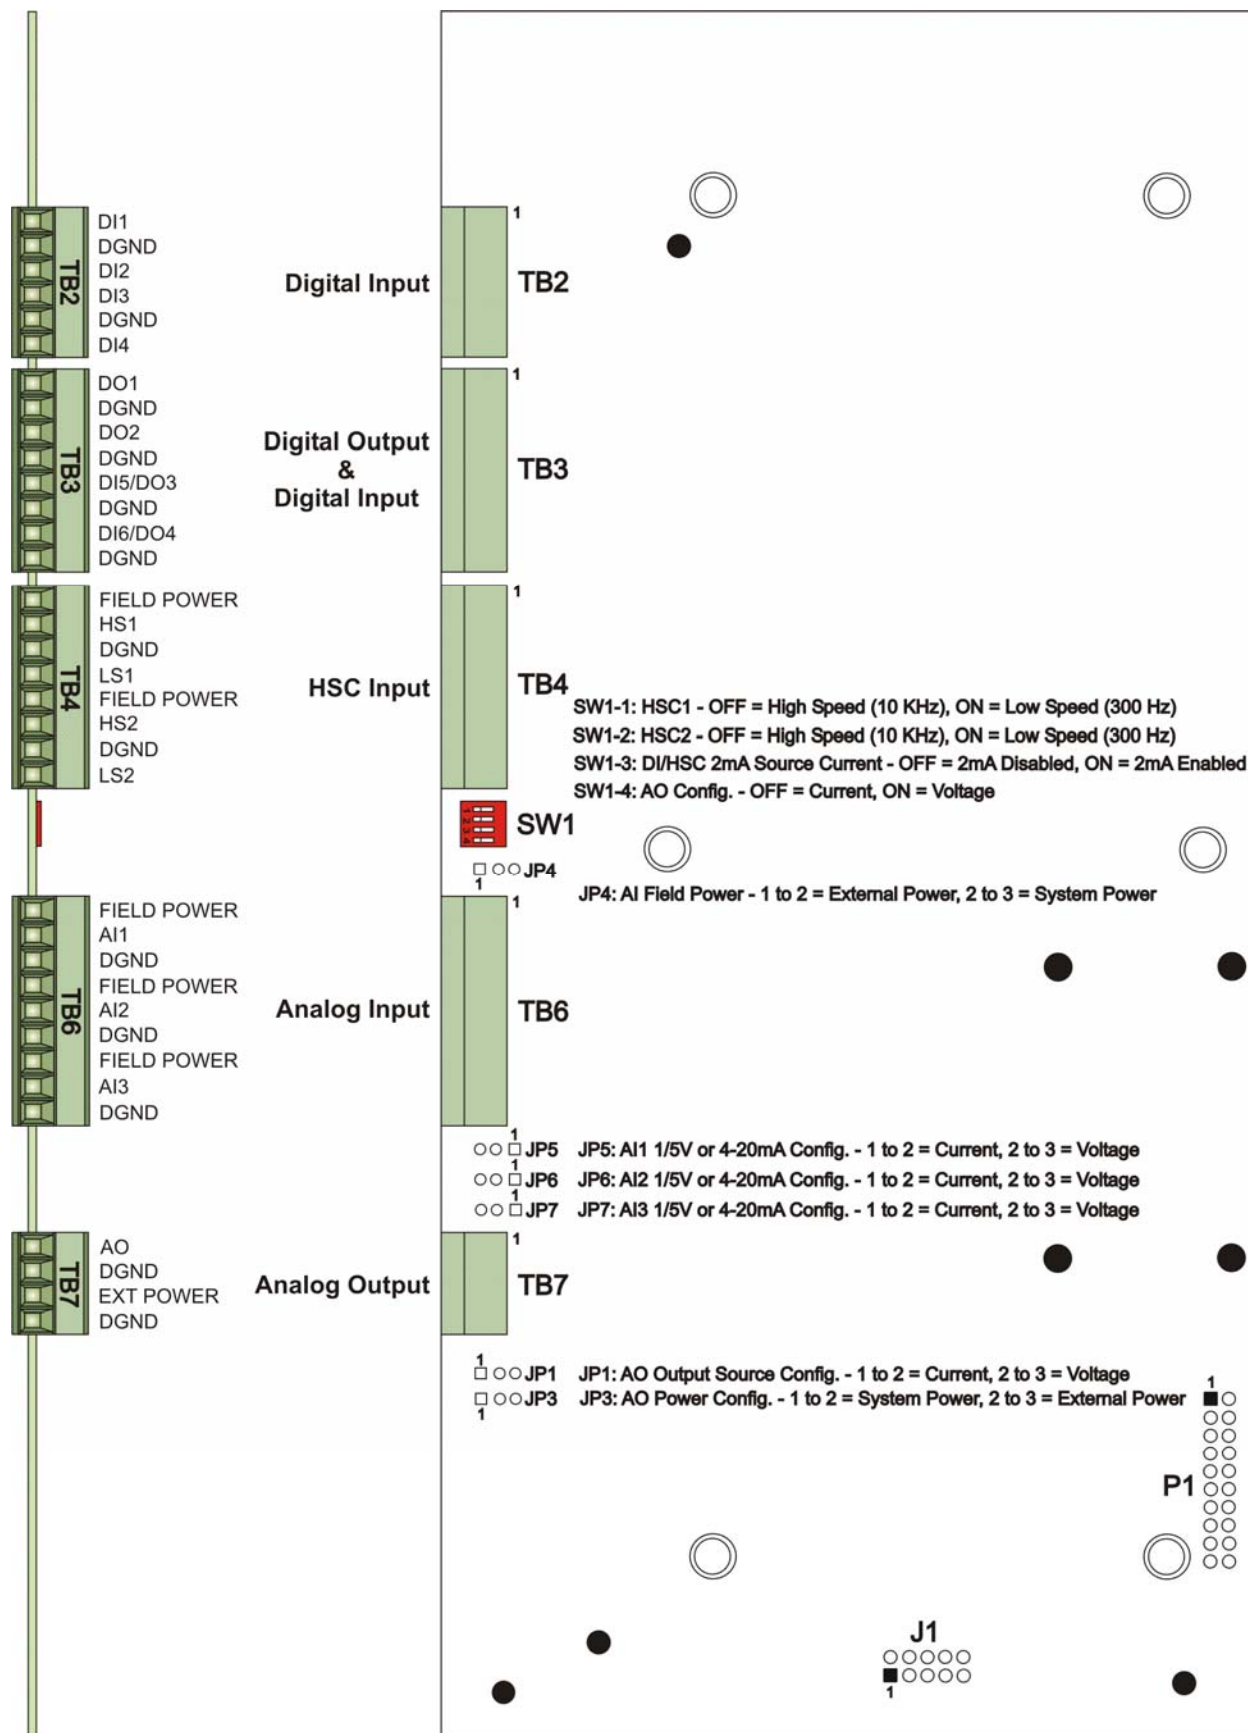 DI1
DGND
DI2
DI3
DGND
DI4
TB2
Digital Input
1
TB2
DO1
DGND
DO2
DGND
DI5/DO3
DGND
DI6/DO4
DGND
TB3
Digital Output
&
Digital Input
1
TB3
FIELD POWER
HS1
DGND
LS1
FIELD POWER
HS2
DGND
LS2
TB4
HSC Input
1
TB4
SW1-1: HSC1 - OFF = High Speed (10 KHz), ON = Low Speed (300 Hz)
SW1-2: HSC2 - OFF = High Speed (10 KHz), ON = Low Speed (300 Hz)
SW1-3: DI/HSC 2mA Source Current - OFF = 2mA Disabled, ON = 2mA Enabled
SW1-4: AO Config. - OFF = Current, ON = Voltage
1
2
3
4
SW1
JP4
1
JP4: AI Field Power - 1 to 2 = External Power, 2 to 3 = System Power
FIELD POWER
AI1
DGND
FIELD POWER
AI2
DGND
FIELD POWER
AI3
DGND
TB6
Analog Input
1
TB6
1
JP5 JP5: AI1 1/5V or 4-20mA Config. - 1 to 2 = Current, 2 to 3 = Voltage
1
JP6 JP6: AI2 1/5V or 4-20mA Config. - 1 to 2 = Current, 2 to 3 = Voltage
1
JP7 JP7: AI3 1/5V or 4-20mA Config. - 1 to 2 = Current, 2 to 3 = Voltage
AO
DGND
EXT POWER
DGND
TB7
Analog Output
1
TB7
1
JP1 JP1: AO Output Source Config. - 1 to 2 = Current, 2 to 3 = Voltage
JP3 JP3: AO Power Config. - 1 to 2 = System Power, 2 to 3 = External Power
1
1
P1
J1
1